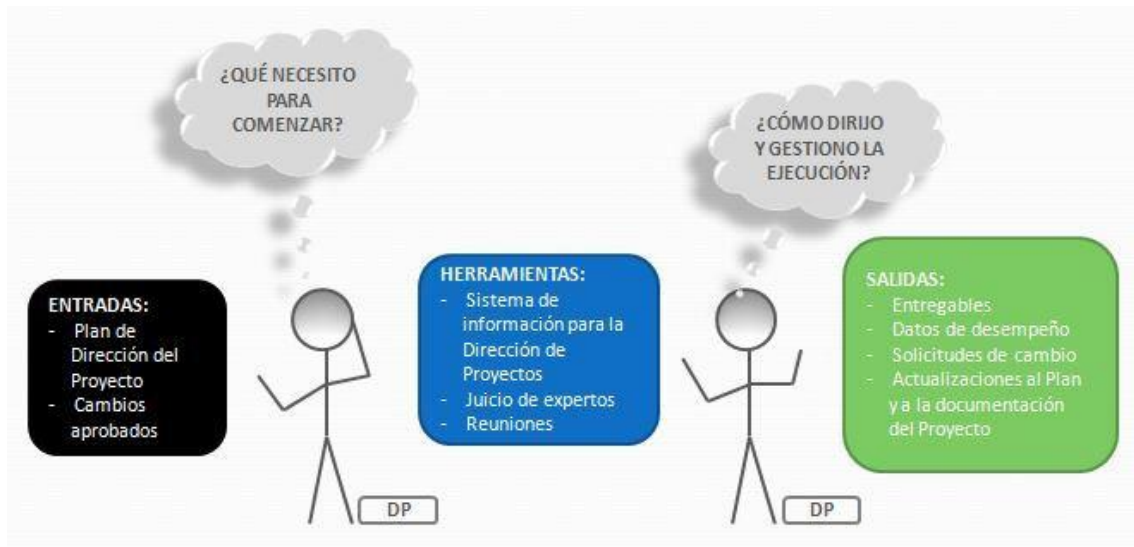 ¿QUÉ NECESITO
PARA
COMENZAR?
¿CÓMO DIRIJO
Y GESTIONO LA
EJECUCIÓN?
ENTRADAS:
- Plan de
Dirección del
Proyecto
- Cambios
aprobados
HERRAMIENTAS:
- Sistema de
información para la
Dirección de
Proyectos
- Juicio de expertos
- Reuniones
SALIDAS:
- Entregables
- Datos de desempeño
- Solicitudes de cambio
- Actualizaciones al Plan
y a la documentación
del Proyecto
DP
DP